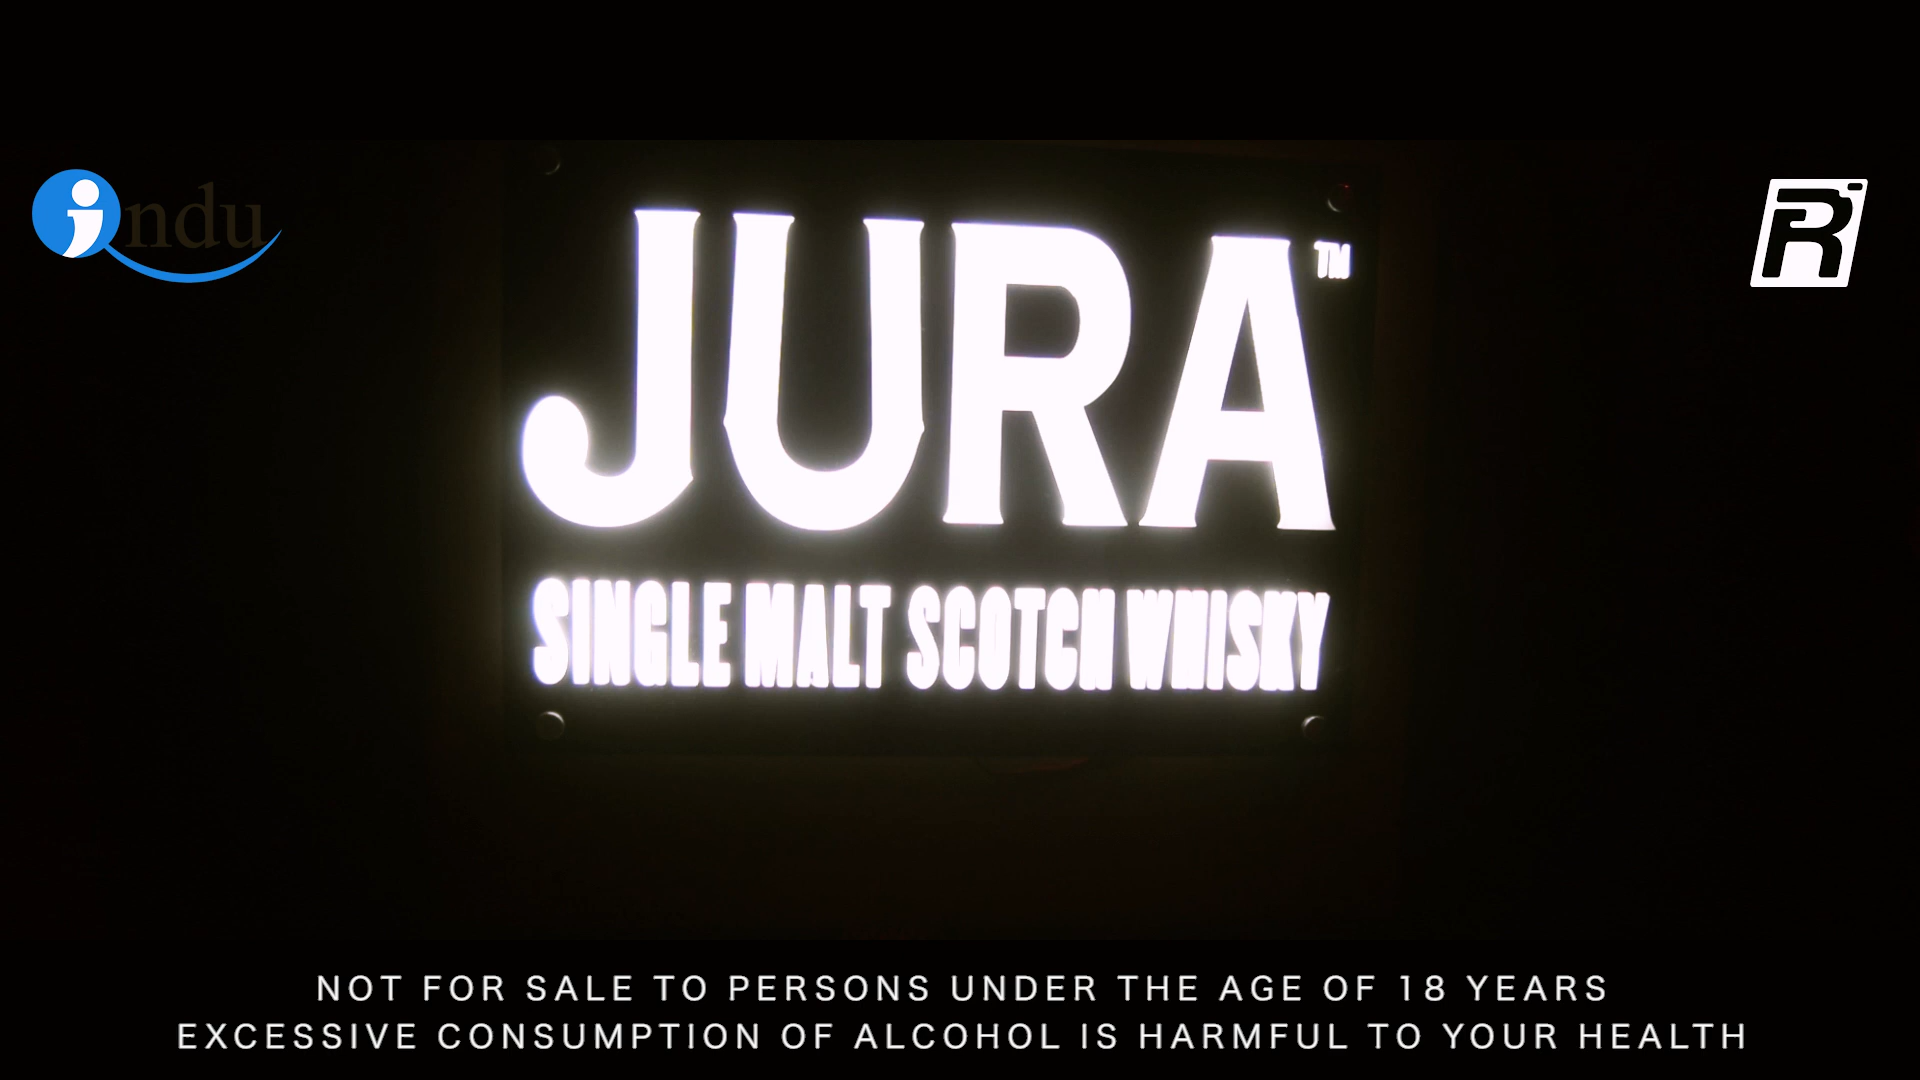 indu
R
JURA™
SINGLE MALT SCOTCH WHISKY
NOT FOR SALE TO PERSONS UNDER THE AGE OF 18 YEARS
EXCESSIVE CONSUMPTION OF ALCOHOL IS HARMFUL TO YOUR HEALTH